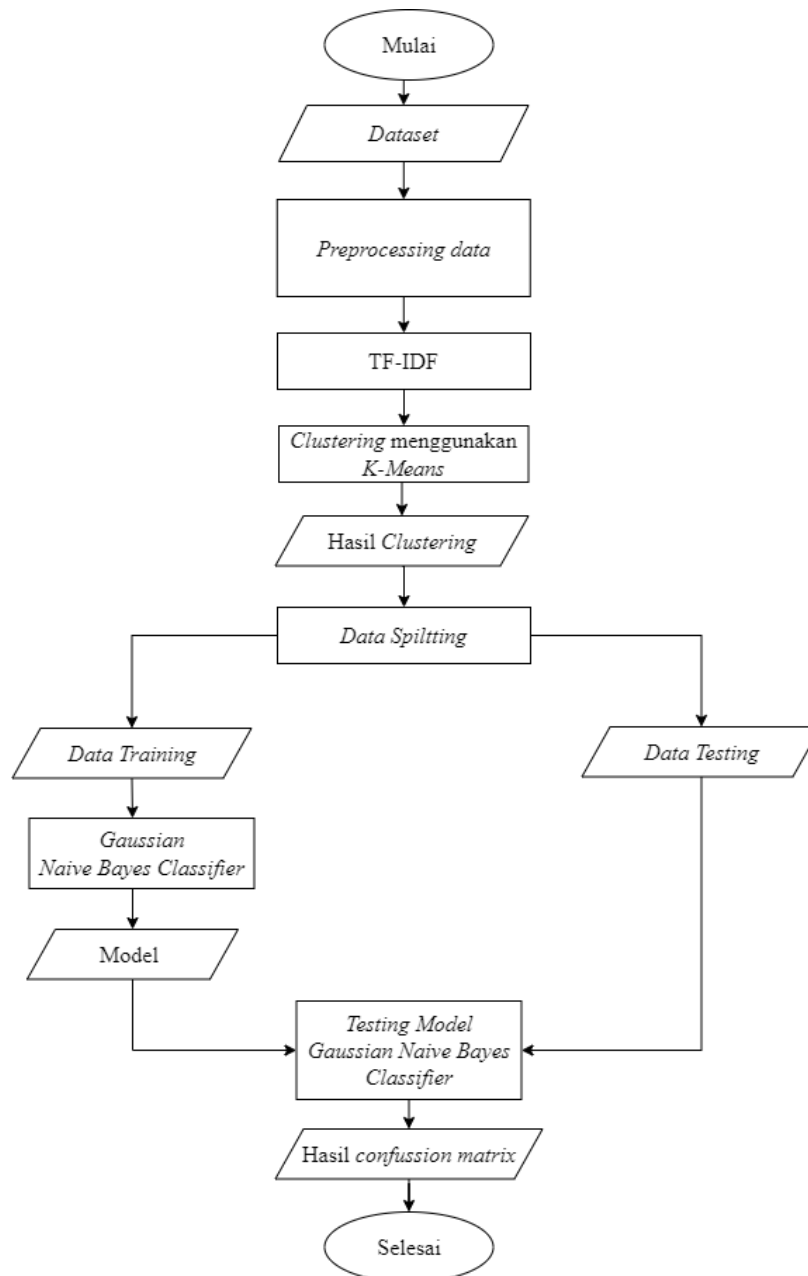 Mulai
Dataset
Preprocessing data
TF-IDF
Clustering menggunakan
K-Means
Hasil Clustering
Data Spiltting
Data Training
Data Testing
Gaussian
Naive Bayes Classifier
Model
Testing Model
Gaussian Naive Bayes
Classifier
Hasil confussion matrix
Selesai